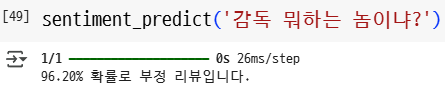 [49] sentiment_predict('감독 뭐하는 놈이냐?')
1/1 ━━━━━━━━━━━━━━━━━━━━ 0s 26ms/step
96.20% 확률로 부정 리뷰입니다.